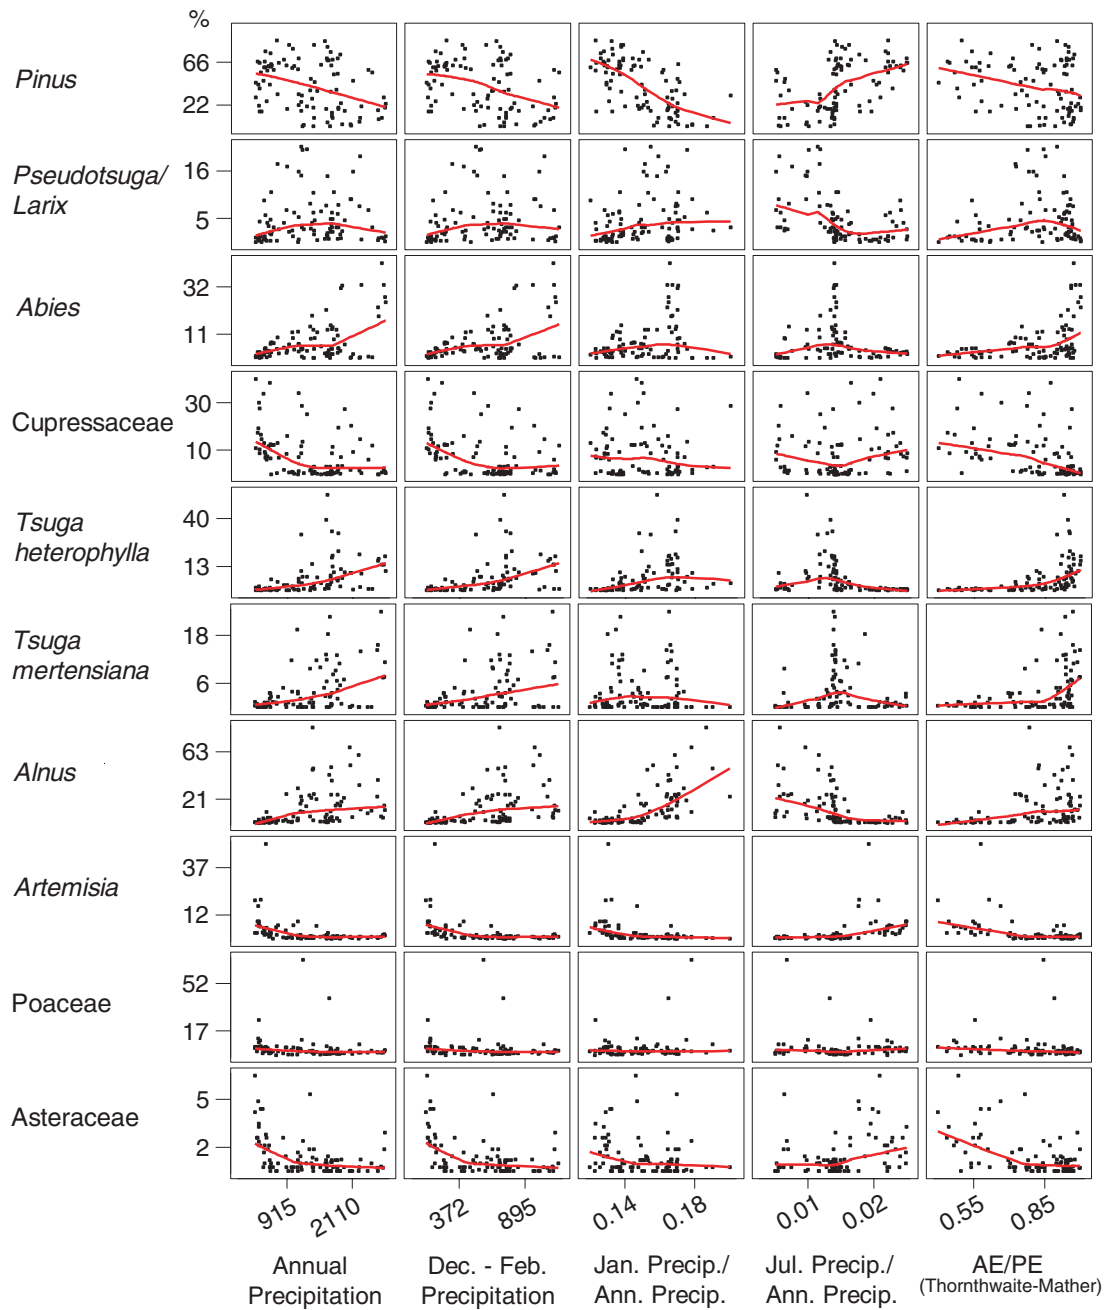 %
Pinus
66
22
Pseudotsuga/
Larix
16
5
Abies
32
11
Cupressaceae
30
10
Tsuga
heterophylla
40
13
Tsuga
mertensiana
18
6
Alnus
63
21
Artemisia
37
12
Poaceae
52
17
Asteraceae
5
2
915 2110 372 895 0.14 0.18 0.01 0.02 0.55 0.85
Annual
Precipitation
Dec. - Feb.
Precipitation
Jan. Precip./
Ann. Precip.
Jul. Precip./
Ann. Precip.
AE/PE
(Thornthwaite-Mather)